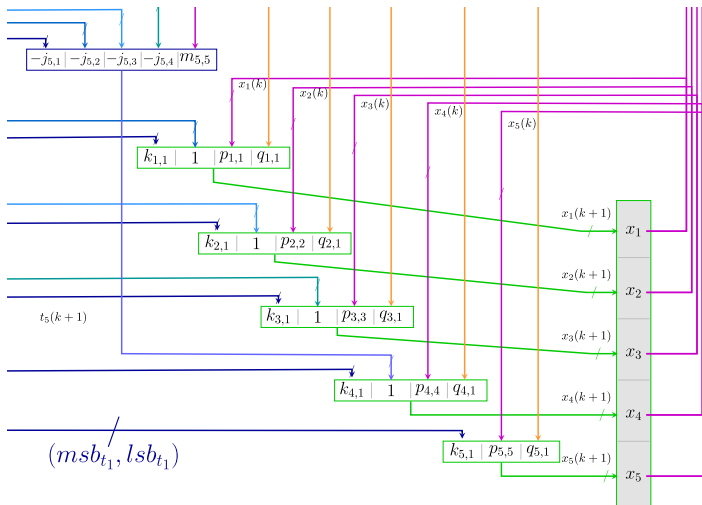 −j5,1 | −j5,2 | −j5,3 | −j5,4 | m5,5
x1(k)
x2(k)
x3(k)
x4(k)
x5(k)
k1,1 | 1 | p1,1 | q1,1
x1(k+1)
x1
k2,1 | 1 | p2,2 | q2,1
x2(k+1)
x2
k3,1 | 1 | p3,3 | q3,1
t5(k+1)
x3(k+1)
x3
k4,1 | 1 | p4,4 | q4,1
x4(k+1)
x4
k5,1 | p5,5 | q5,1
x5(k+1)
(msbt1, lsbt1)
x5